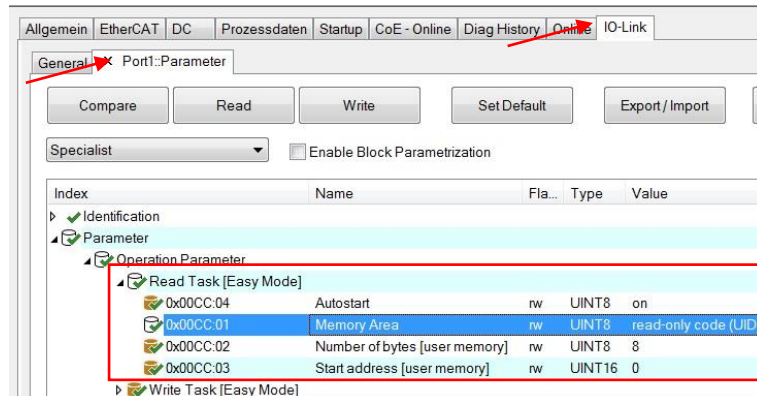 Allgemein EtherCAT DC Prozessdaten Startup CoE - Online Diag History Online IO-Link
General Port1::Parameter
Compare Read Write Set Default Export / Import
Specialist Enable Block Parametrization
Index Name Fla... Type Value
Identification
Parameter
Operation Parameter
Read Task [Easy Mode]
0x00CC:04 Autostart rw UINT8 on
0x00CC:01 Memory Area rw UINT8 read-only code (UID
0x00CC:02 Number of bytes [user memory] rw UINT8 8
0x00CC:03 Start address [user memory] rw UINT16 0
Write Task [Easy Mode]